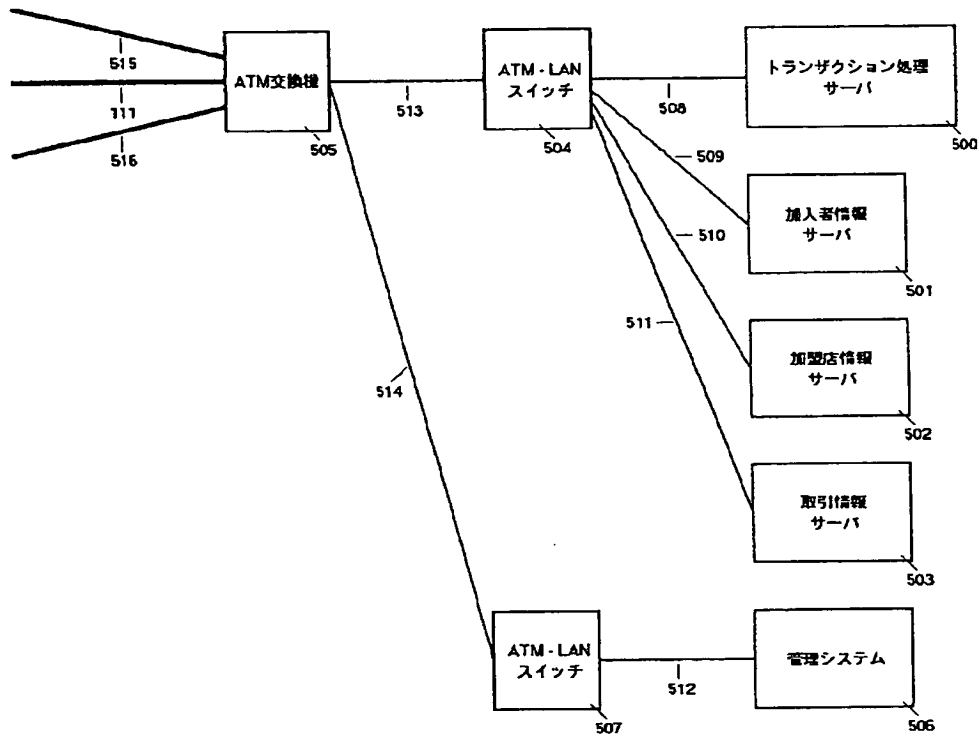 515
111
516
ATM交換機
505
513
ATM - LAN
スイッチ
504
508
トランザクション処理
サーバ
500
509
加入者情報
サーバ
501
510
加盟店情報
サーバ
502
511
取引情報
サーバ
503
514
ATM - LAN
スイッチ
507
512
管理システム
506